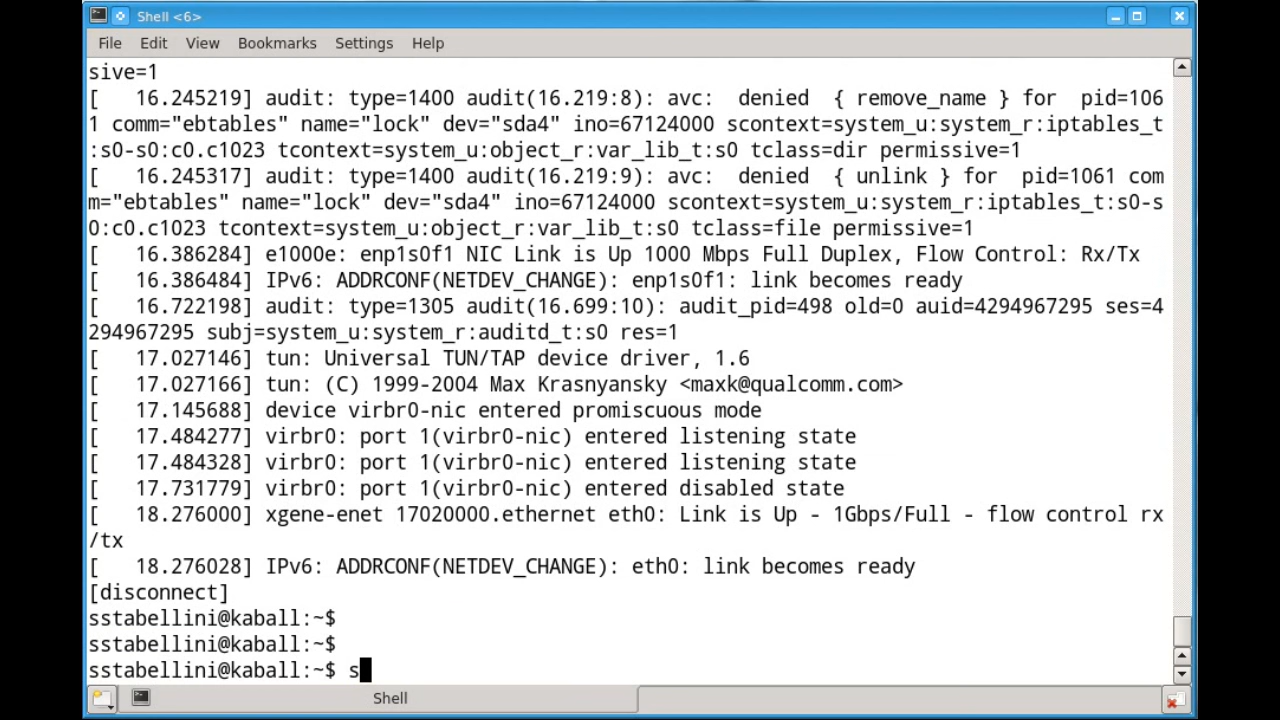 Shell <6>
File Edit View Bookmarks Settings Help
sive=1
[   16.245219] audit: type=1400 audit(16.219:8): avc:  denied  { remove_name } for  pid=106
1 comm="ebtables" name="lock" dev="sda4" ino=67124000 scontext=system_u:system_r:iptables_t
:s0-s0:c0.c1023 tcontext=system_u:object_r:var_lib_t:s0 tclass=dir permissive=1
[   16.245317] audit: type=1400 audit(16.219:9): avc:  denied  { unlink } for  pid=1061 com
m="ebtables" name="lock" dev="sda4" ino=67124000 scontext=system_u:system_r:iptables_t:s0-s
0:c0.c1023 tcontext=system_u:object_r:var_lib_t:s0 tclass=file permissive=1
[   16.386284] e1000e: enp1s0f1 NIC Link is Up 1000 Mbps Full Duplex, Flow Control: Rx/Tx
[   16.386484] IPv6: ADDRCONF(NETDEV_CHANGE): enp1s0f1: link becomes ready
[   16.722198] audit: type=1305 audit(16.699:10): audit_pid=498 old=0 auid=4294967295 ses=4
294967295 subj=system_u:system_r:auditd_t:s0 res=1
[   17.027146] tun: Universal TUN/TAP device driver, 1.6
[   17.027166] tun: (C) 1999-2004 Max Krasnyansky <maxk@qualcomm.com>
[   17.145688] device virbr0-nic entered promiscuous mode
[   17.484277] virbr0: port 1(virbr0-nic) entered listening state
[   17.484328] virbr0: port 1(virbr0-nic) entered listening state
[   17.731779] virbr0: port 1(virbr0-nic) entered disabled state
[   18.276000] xgene-enet 17020000.ethernet eth0: Link is Up - 1Gbps/Full - flow control rx
/tx
[   18.276028] IPv6: ADDRCONF(NETDEV_CHANGE): eth0: link becomes ready
[disconnect]
sstabellini@kaball:~$
sstabellini@kaball:~$
sstabellini@kaball:~$ s
Shell